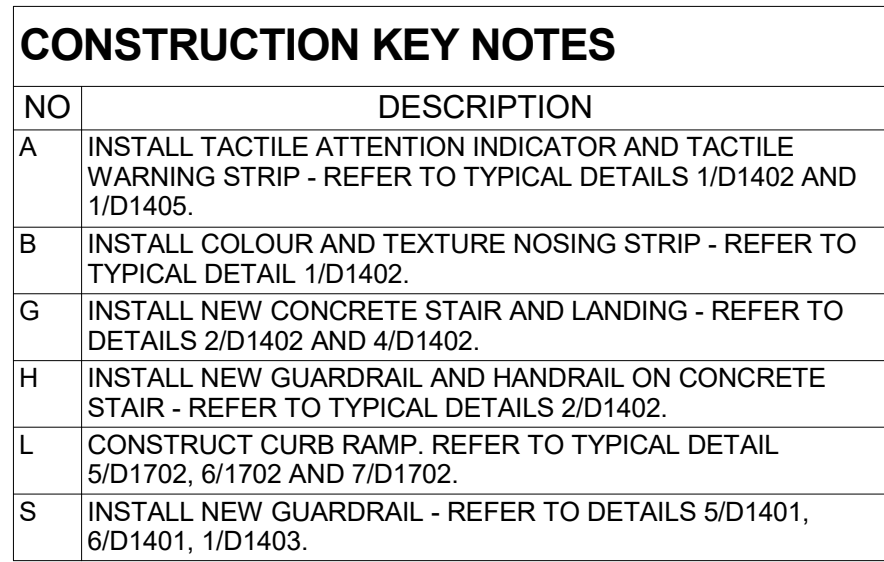 CONSTRUCTION KEY NOTES
NO DESCRIPTION
A INSTALL TACTILE ATTENTION INDICATOR AND TACTILE
WARNING STRIP - REFER TO TYPICAL DETAILS 1/D1402 AND
1/D1405.
B INSTALL COLOUR AND TEXTURE NOSING STRIP - REFER TO
TYPICAL DETAIL 1/D1402.
G INSTALL NEW CONCRETE STAIR AND LANDING - REFER TO
DETAILS 2/D1402 AND 4/D1402.
H INSTALL NEW GUARDRAIL AND HANDRAIL ON CONCRETE
STAIR - REFER TO TYPICAL DETAILS 2/D1402.
L CONSTRUCT CURB RAMP. REFER TO TYPICAL DETAIL
5/D1702, 6/1702 AND 7/D1702.
S INSTALL NEW GUARDRAIL - REFER TO DETAILS 5/D1401,
6/D1401, 1/D1403.